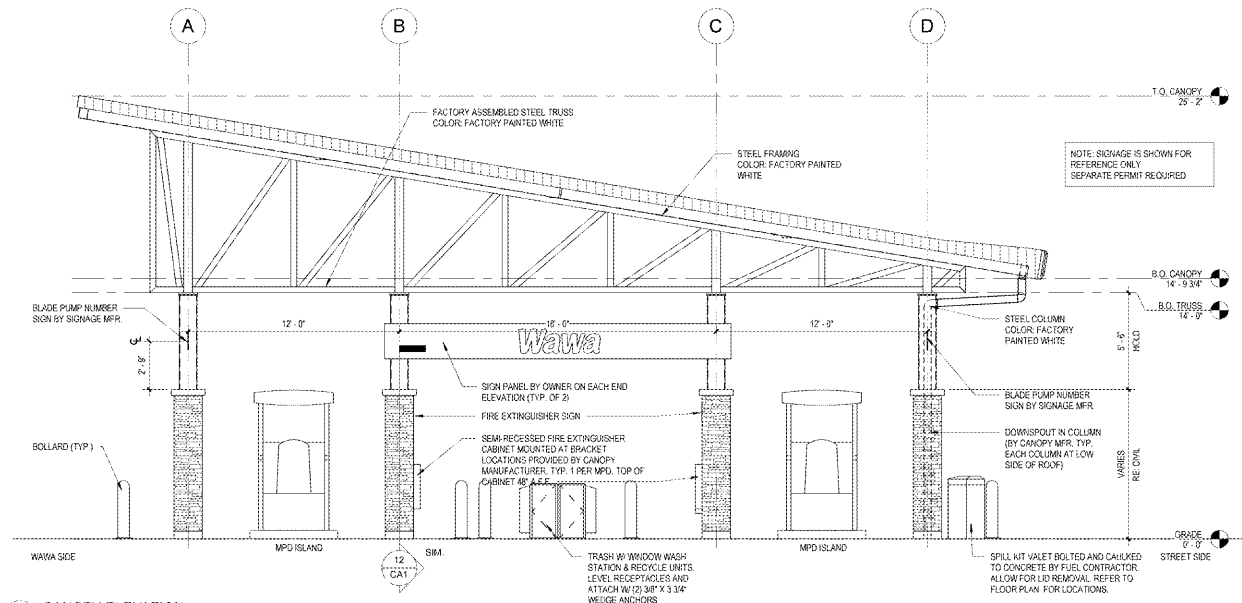 A
B
C
D
T.O. CANOPY
25' - 2"
FACTORY ASSEMBLED STEEL TRUSS
COLOR: FACTORY PAINTED WHITE
STEEL FRAMING
COLOR: FACTORY PAINTED
WHITE
NOTE: SIGNAGE IS SHOWN FOR
REFERENCE ONLY
SEPARATE PERMIT REQUIRED
B.O. CANOPY
14' - 9 3/4"
B.O. TRUSS
14' - 0"
BLADE PUMP NUMBER
SIGN BY SIGNAGE MFR.
12' - 0"
18' - 0"
12' - 0"
Wawa
STEEL COLUMN
COLOR: FACTORY
PAINTED WHITE
5' - 6"
HOLD
2' - 9"
SIGN PANEL BY OWNER ON EACH END
ELEVATION (TYP. OF 2)
BLADE PUMP NUMBER
SIGN BY SIGNAGE MFR.
FIRE EXTINGUISHER SIGN
SEMI-RECESSED FIRE EXTINGUISHER
CABINET MOUNTED AT BRACKET
LOCATIONS PROVIDED BY CANOPY
MANUFACTURER. TYP. 1 PER MPD. TOP OF
CABINET 48" A.F.F.
DOWNSPOUT IN COLUMN
(BY CANOPY MFR. TYP.
EACH COLUMN AT LOW
SIDE OF ROOF)
VARIES
RE: CIVIL
BOLLARD (TYP.)
GRADE
0' - 0"
WAWA SIDE
MPD ISLAND
SIM.
12
CA1
TRASH W/ WINDOW WASH
STATION & RECYCLE UNITS.
LEVEL RECEPTACLES AND
ATTACH W/ (2) 3/8" X 3 3/4"
WEDGE ANCHORS
MPD ISLAND
STREET SIDE
SPILL KIT VALET BOLTED AND CAULKED
TO CONCRETE BY FUEL CONTRACTOR.
ALLOW FOR LID REMOVAL. REFER TO
FLOOR PLAN FOR LOCATIONS.